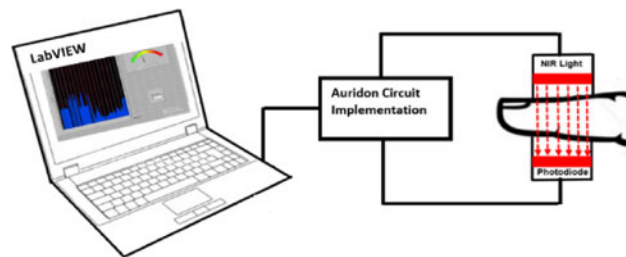 LabVIEW
Auridon Circuit
Implementation
NIR Light
Photodiode